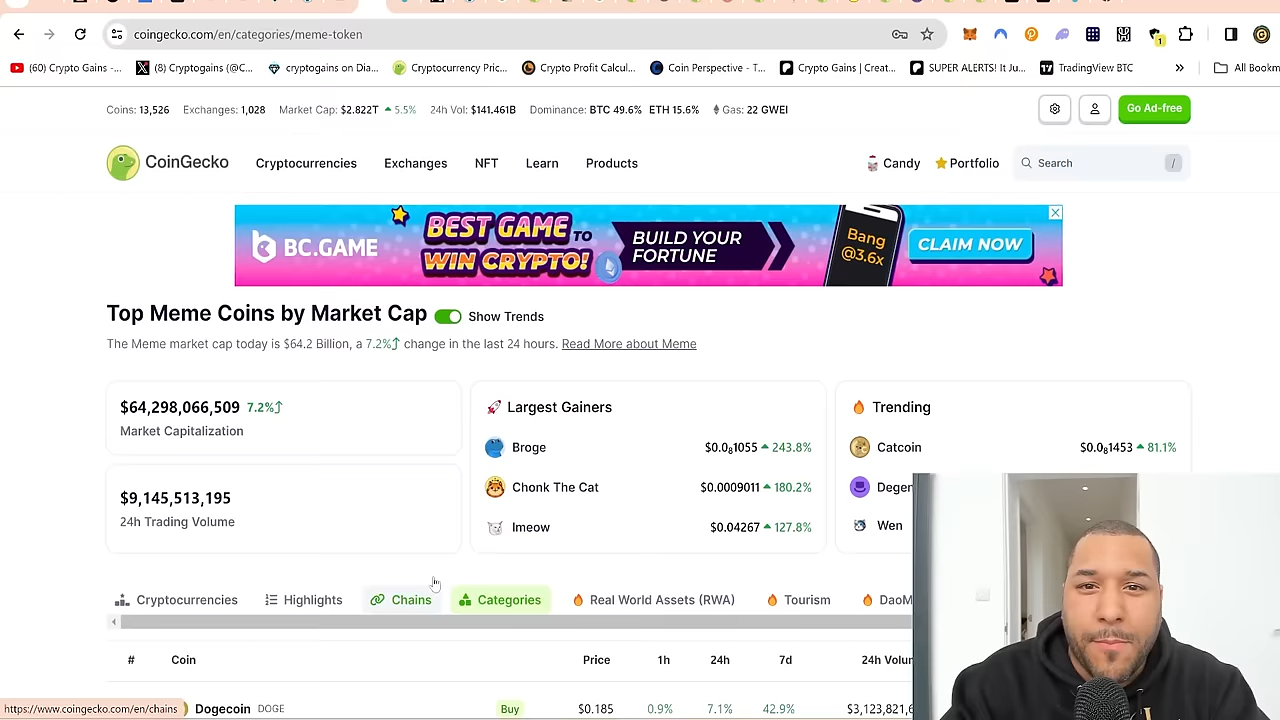 coingecko.com/en/categories/meme-token
1
(60) Crypto Gains -... (8) Cryptogains (@C... cryptogains on Dia... Cryptocurrency Pric... Crypto Profit Calcul... Coin Perspective - T... Crypto Gains | Creat... SUPER ALERTS! It Ju... TradingView BTC » All Bookm
Coins: 13,526 Exchanges: 1,028 Market Cap: $2.822T 5.5% 24h Vol: $141.461B Dominance: BTC 49.6% ETH 15.6% Gas: 22 GWEI
Go Ad-free
CoinGecko Cryptocurrencies Exchanges NFT Learn Products Candy Portfolio Search /
BC.GAME BEST GAME TO WIN CRYPTO! BUILD YOUR FORTUNE Bang @3.6x CLAIM NOW
Top Meme Coins by Market Cap Show Trends
The Meme market cap today is $64.2 Billion, a 7.2% change in the last 24 hours. Read More about Meme
$64,298,066,509 7.2%
Market Capitalization
$9,145,513,195
24h Trading Volume
Largest Gainers
Broge $0.0₈1055 243.8%
Chonk The Cat $0.0009011 180.2%
Imeow $0.04267 127.8%
Trending
Catcoin $0.0₈1453 81.1%
Degen
Wen
Cryptocurrencies Highlights Chains Categories Real World Assets (RWA) Tourism DaoM
# Coin Price 1h 24h 7d 24h Volum
Dogecoin DOGE Buy $0.185 0.9% 7.1% 42.9% $3,123,821,6
https://www.coingecko.com/en/chains